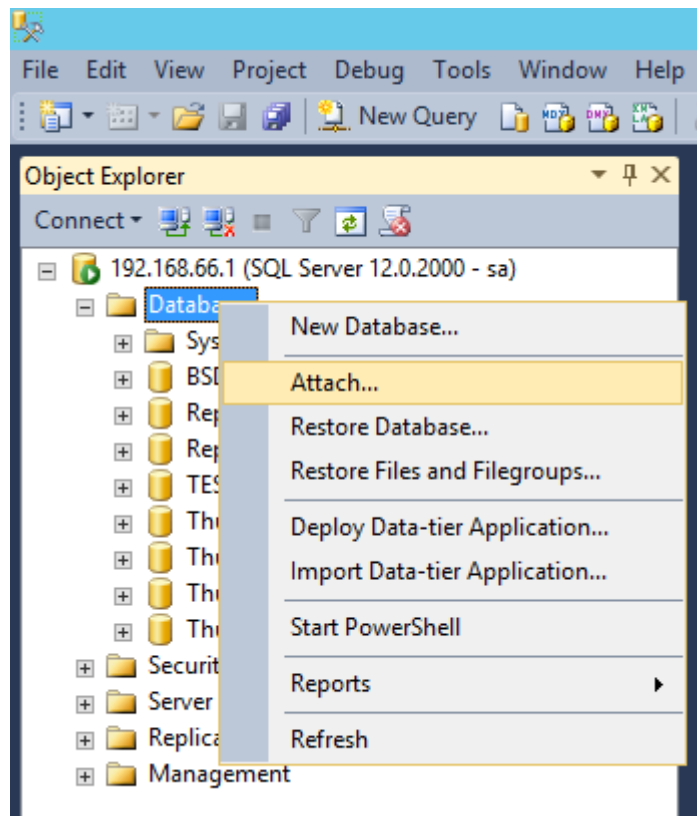 File Edit View Project Debug Tools Window Help
New Query
Object Explorer
Connect
192.168.66.1 (SQL Server 12.0.2000 - sa)
New Database...
Attach...
Restore Database...
Restore Files and Filegroups...
Deploy Data-tier Application...
Import Data-tier Application...
Start PowerShell
Reports
Refresh
Server
Management